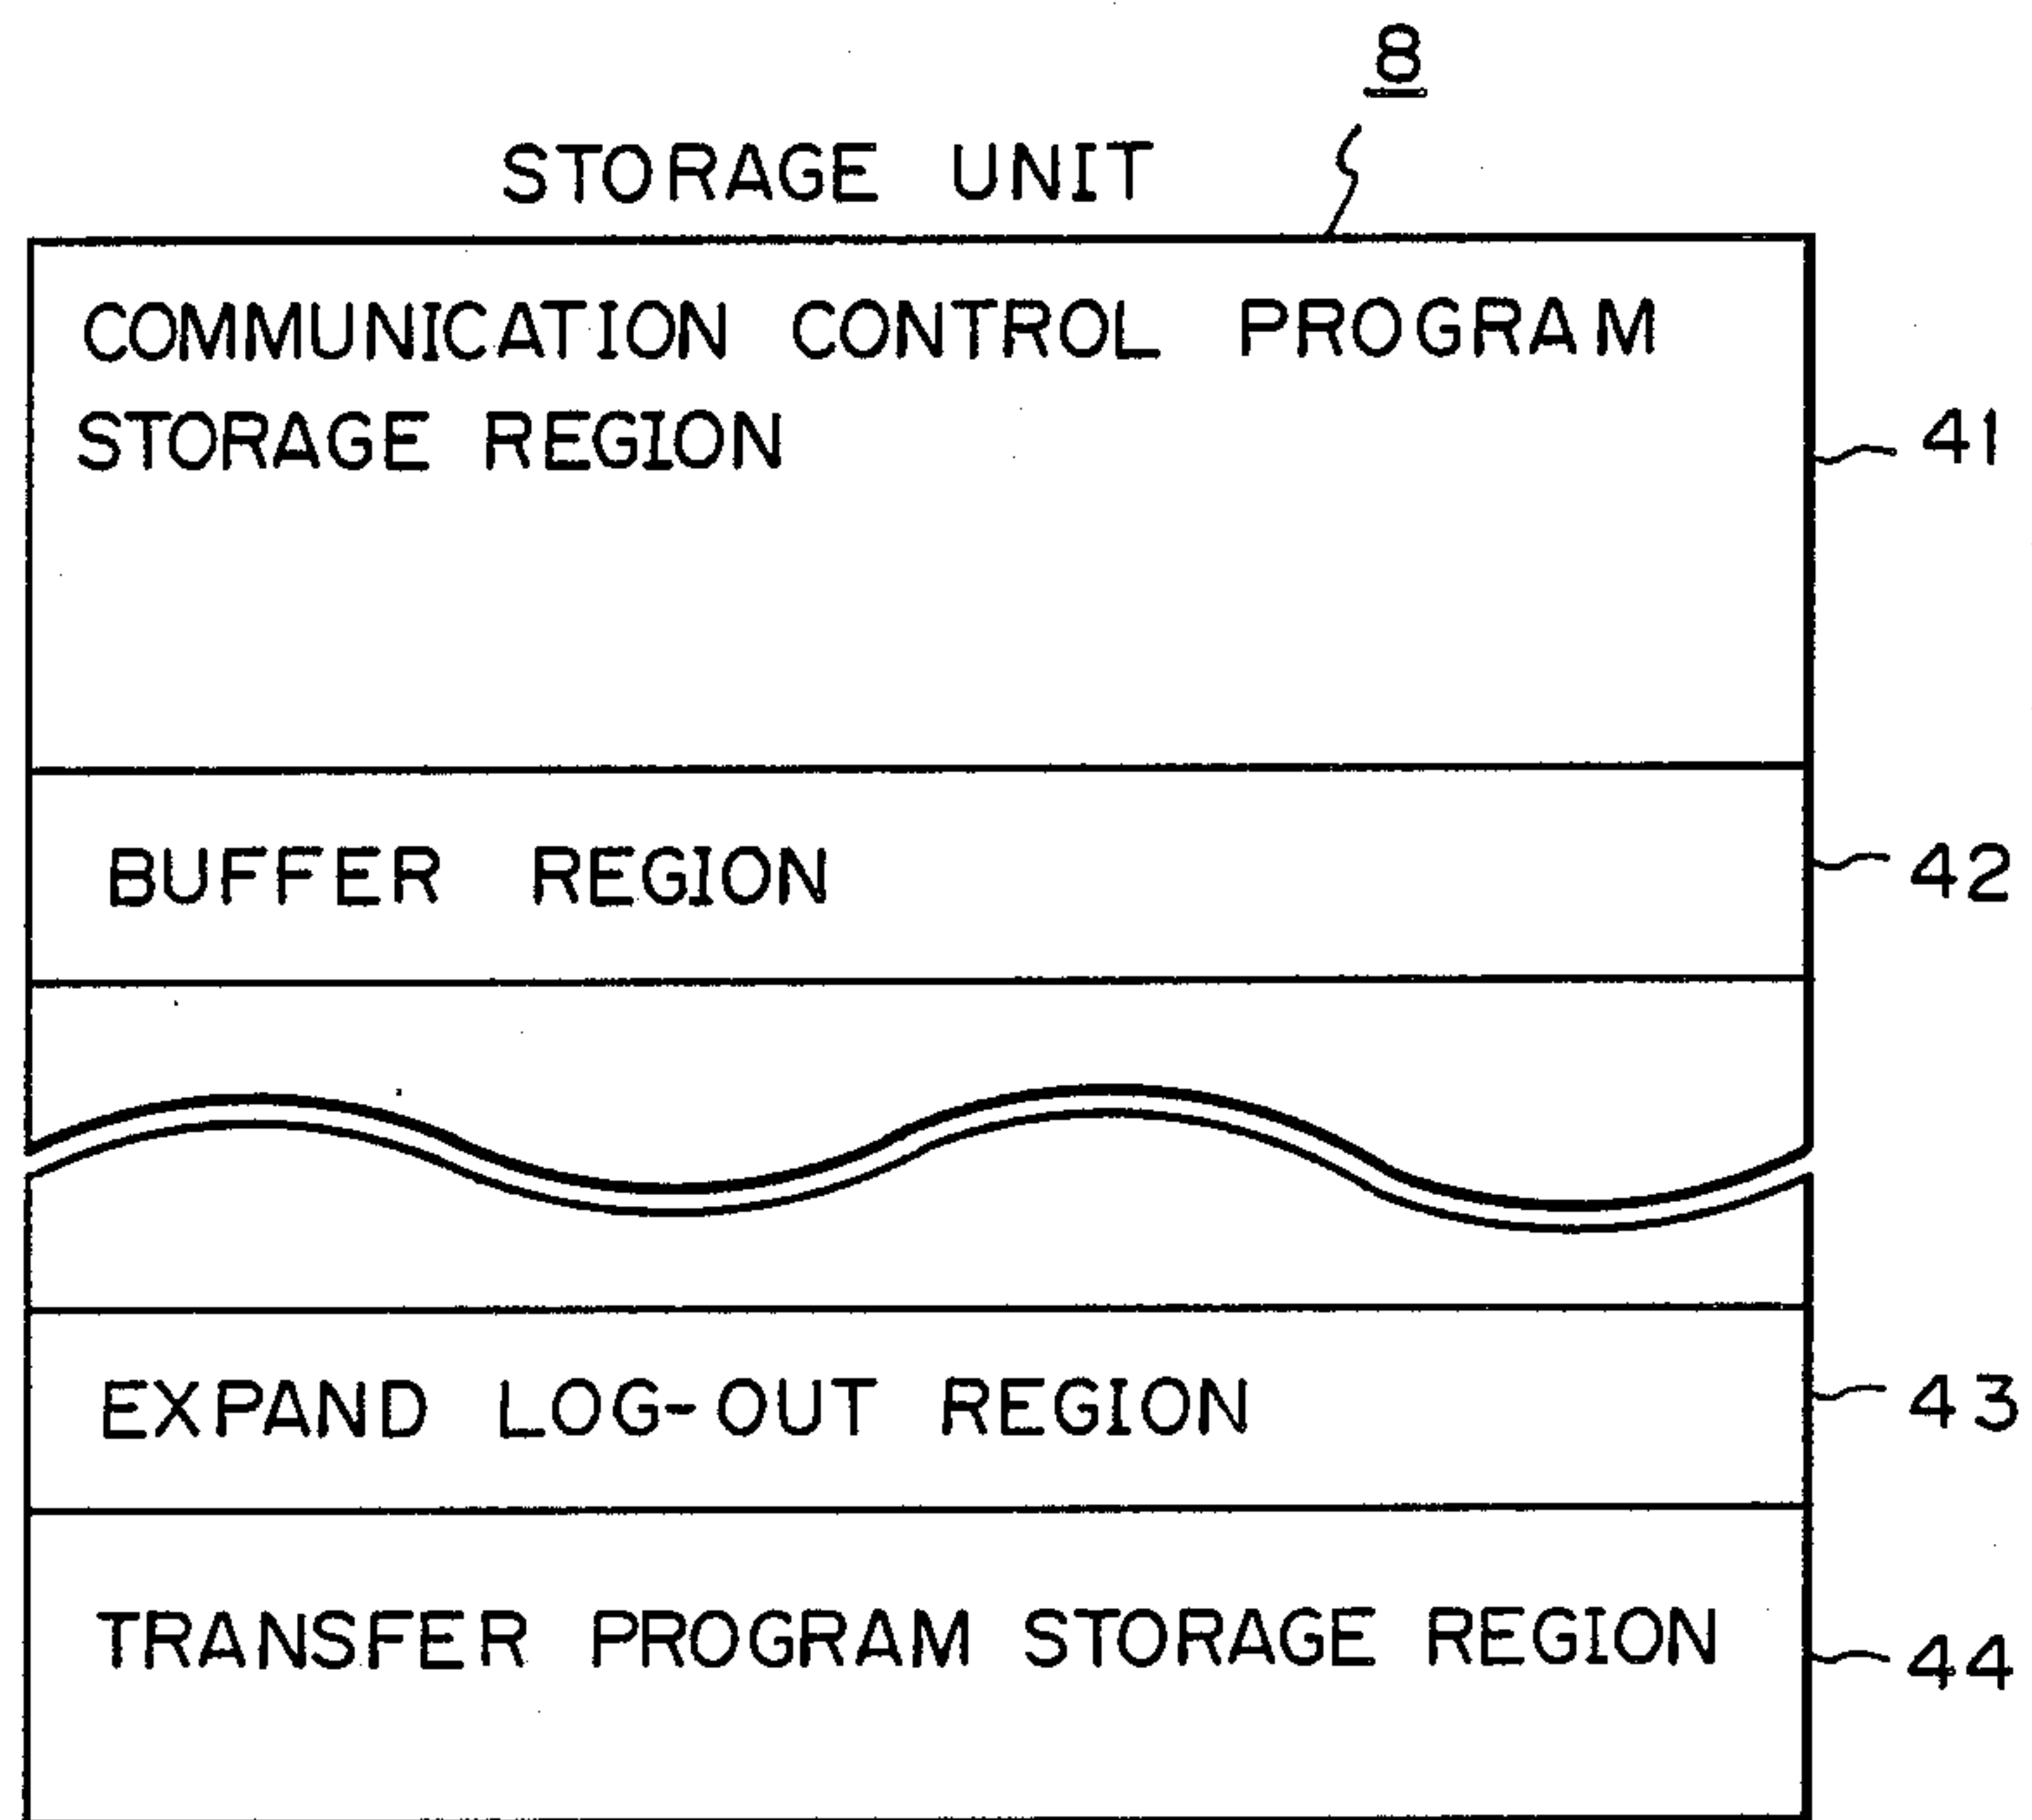 8
STORAGE UNIT
COMMUNICATION CONTROL PROGRAM
STORAGE REGION
41
BUFFER REGION
42
EXPAND LOG-OUT REGION
43
TRANSFER PROGRAM STORAGE REGION
44